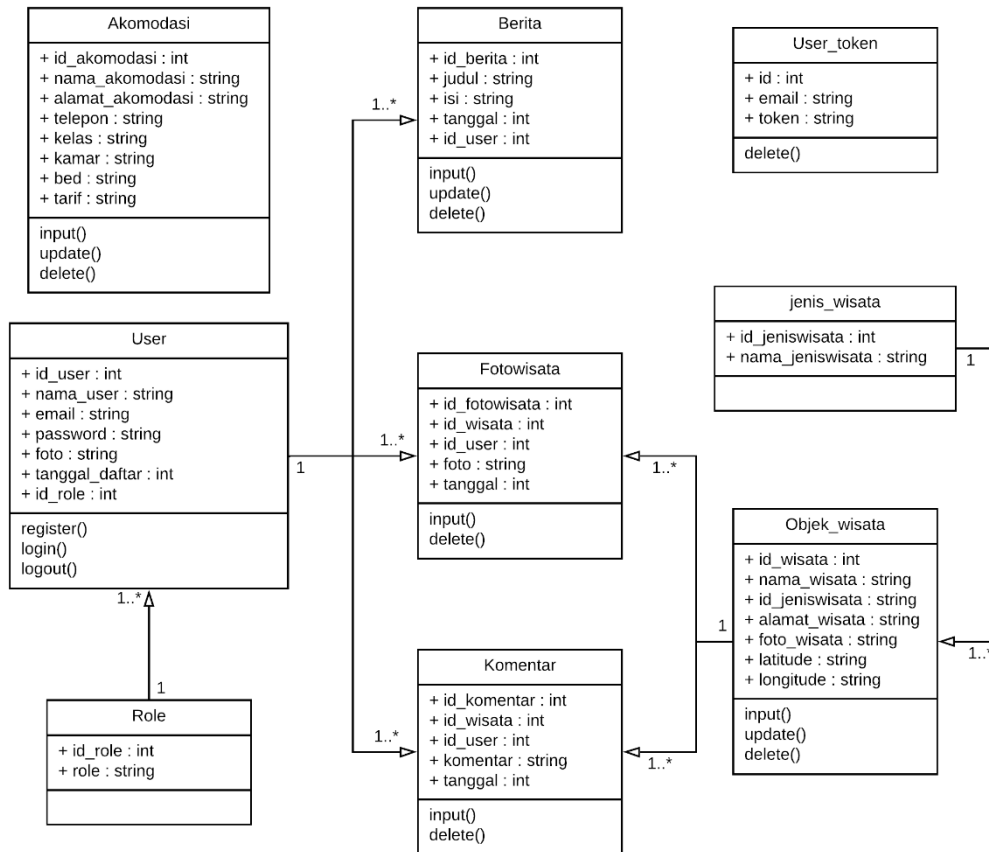 Akomodasi
+ id_akomodasi : int
+ nama_akomodasi : string
+ alamat_akomodasi : string
+ telepon : string
+ kelas : string
+ kamar : string
+ bed : string
+ tarif : string
input()
update()
delete()
Berita
+ id_berita : int
+ judul : string
+ isi : string
+ tanggal : int
+ id_user : int
input()
update()
delete()
User_token
+ id : int
+ email : string
+ token : string
delete()
1..*
User
+ id_user : int
+ nama_user : string
+ email : string
+ password : string
+ foto : string
+ tanggal_daftar : int
+ id_role : int
register()
login()
logout()
1
1..*
1..*
Fotowisata
+ id_fotowisata : int
+ id_wisata : int
+ id_user : int
+ foto : string
+ tanggal : int
input()
delete()
1..*
jenis_wisata
+ id_jeniswisata : int
+ nama_jeniswisata : string
1
Objek_wisata
+ id_wisata : int
+ nama_wisata : string
+ id_jeniswisata : string
+ alamat_wisata : string
+ foto_wisata : string
+ latitude : string
+ longitude : string
input()
update()
delete()
1
1..*
1
Role
+ id_role : int
+ role : string
1..*
Komentar
+ id_komentar : int
+ id_wisata : int
+ id_user : int
+ komentar : string
+ tanggal : int
input()
delete()
1..*